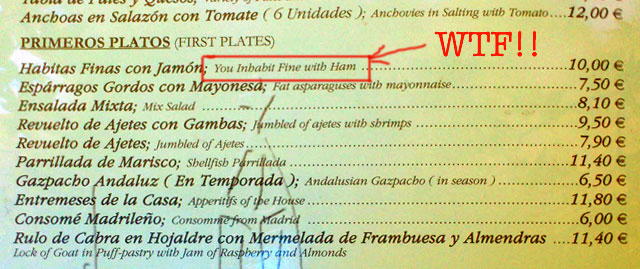 Anchoas en Salazón con Tomate ( 6 Unidades ); Anchovies in Salting with Tomato....12,00 €
WTF!!
PRIMEROS PLATOS (FIRST PLATES)
Habitas Finas con Jamón; You Inhabit Fine with Ham ..... 10,00 €
Espárragos Gordos con Mayonesa; Fat asparaguses with mayonnaise ..... 7,50 €
Ensalada Mixta; Mix Salad ..... 8,10 €
Revuelto de Ajetes con Gambas; Jumbled of ajetes with shrimps ..... 9,50 €
Revuelto de Ajetes; Jumbled of Ajetes ..... 7,90 €
Parrillada de Marisco; Shellfish Parrillada ..... 11,40 €
Gazpacho Andaluz ( En Temporada ); Andalusian Gazpacho ( in season ) ..... 6,50 €
Entremeses de la Casa; Apperitifs of the House ..... 11,80 €
Consomé Madrileño; Consomme from Madrid ..... 6,00 €
Rulo de Cabra en Hojaldre con Mermelada de Frambuesa y Almendras ..... 11,40 €
Lock of Goat in Puff-pastry with Jam of Raspberry and Almonds